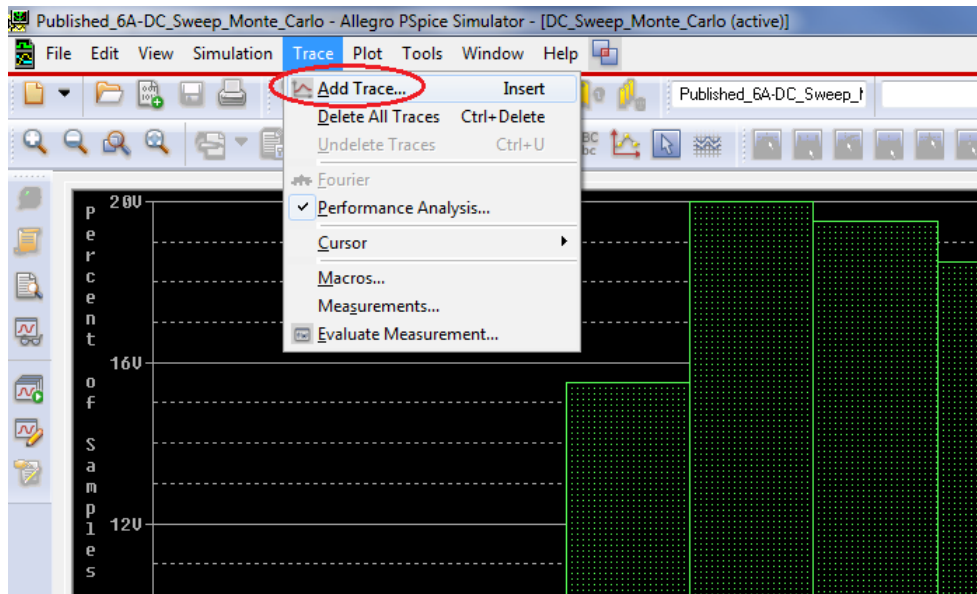 Published_6A-DC_Sweep_Monte_Carlo - Allegro PSpice Simulator - [DC_Sweep_Monte_Carlo (active)]
File Edit View Simulation Trace Plot Tools Window Help
Add Trace... Insert
Published_6A-DC_Sweep_
Delete All Traces Ctrl+Delete
Undelete Traces Ctrl+U
Fourier
Performance Analysis...
Cursor
Macros...
Measurements...
Evaluate Measurement...
Percent of Samples
20V
16V
12V